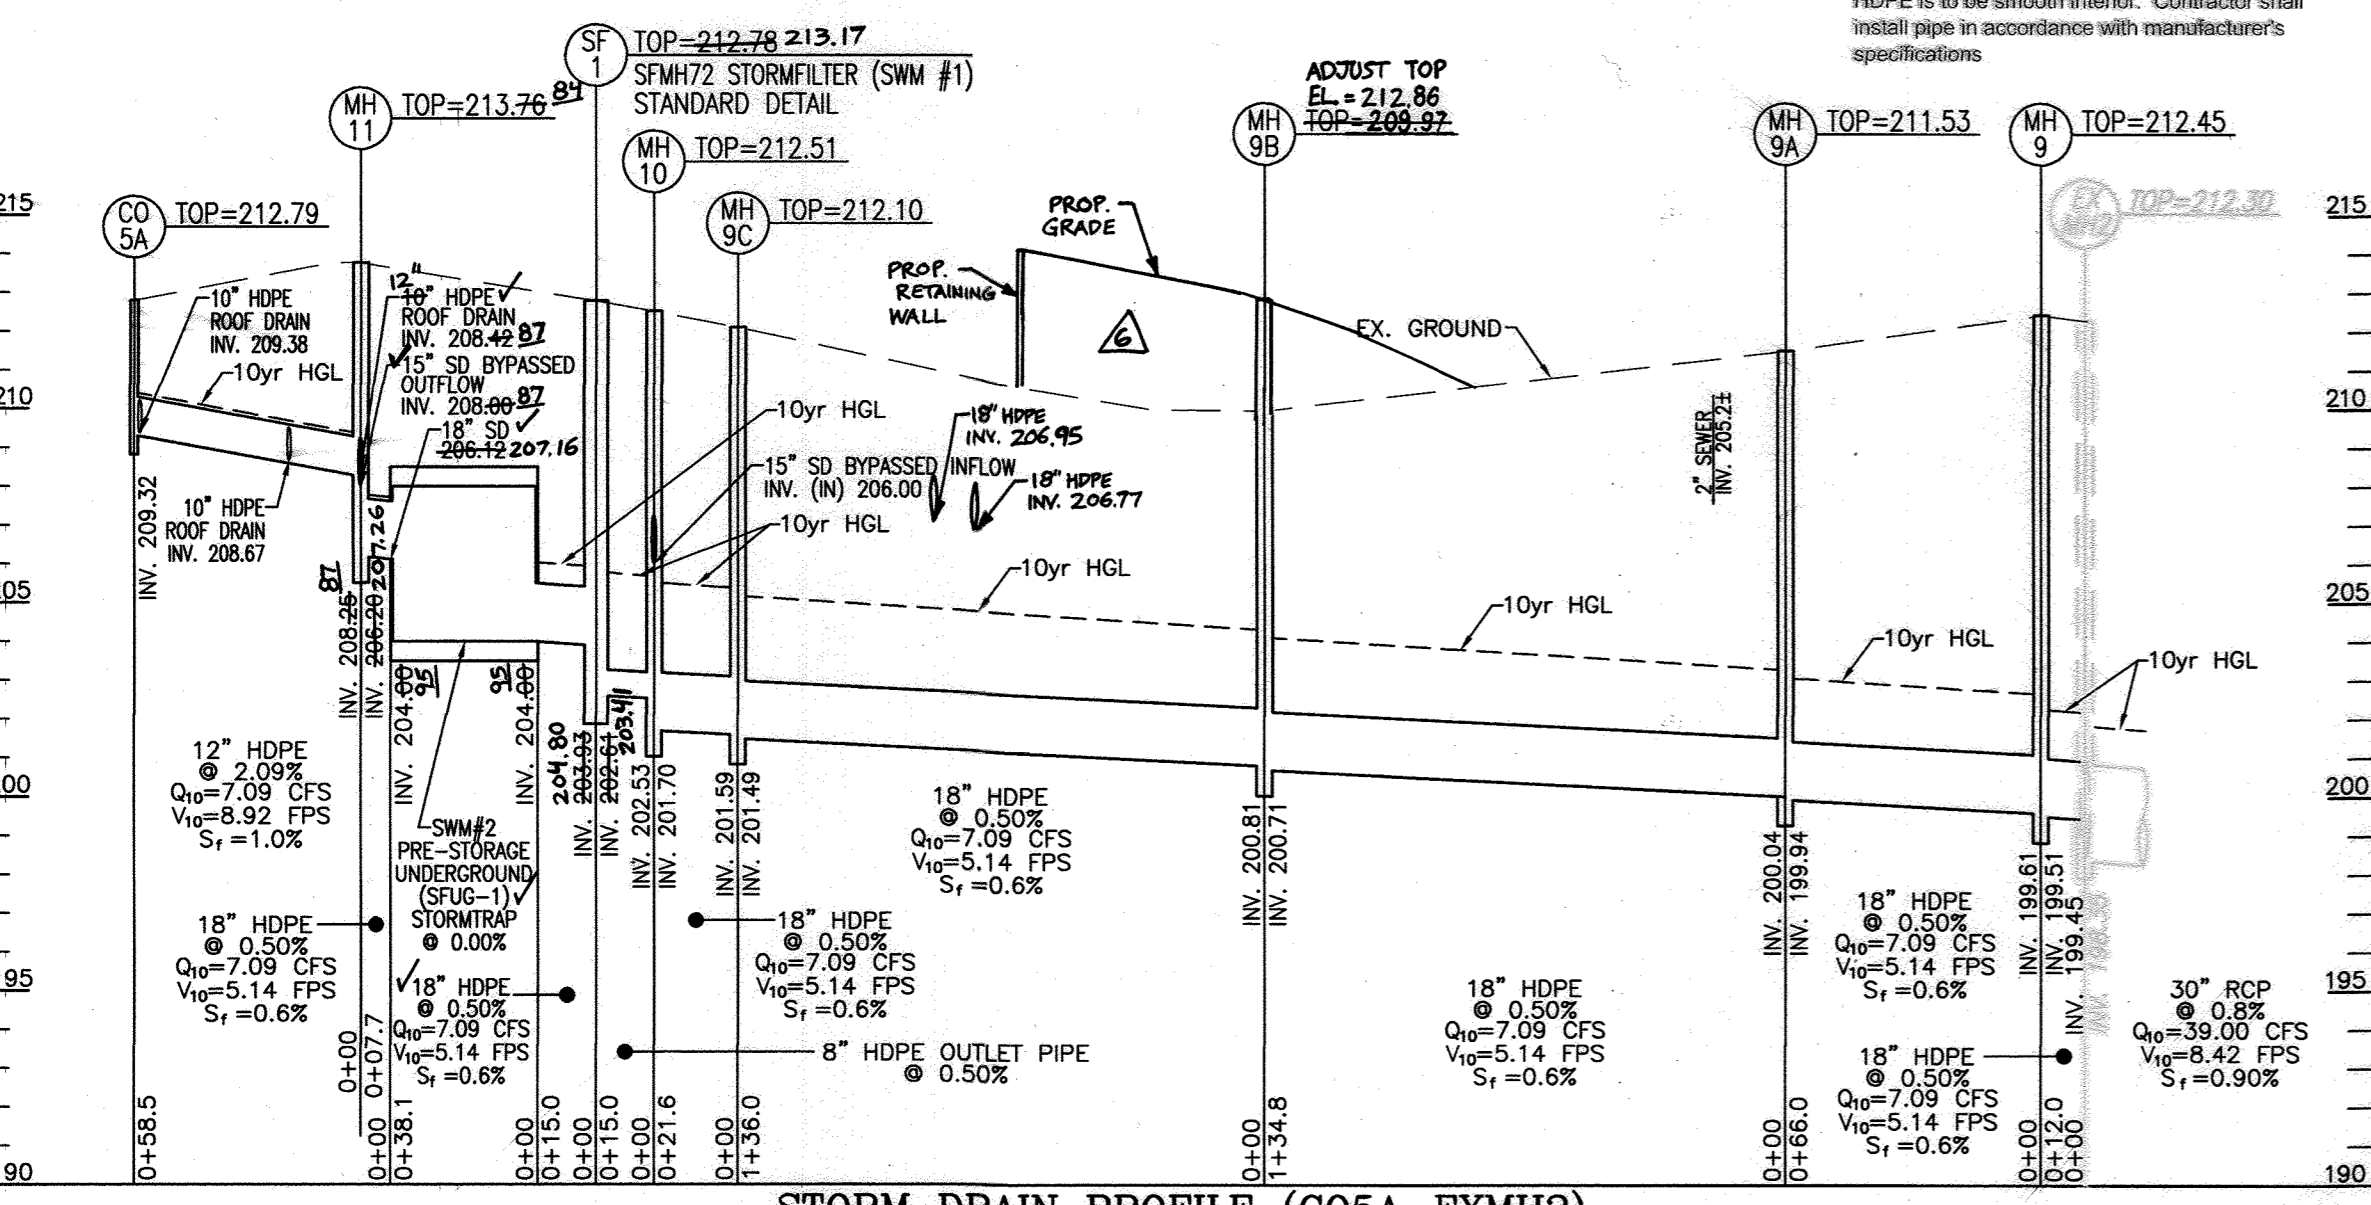 HDPE is to be smooth interior. Contractor shall
install pipe in accordance with manufacturer's
specifications
SF
1
TOP=212.78 213.17
SFMH72 STORMFILTER (SWM #1)
STANDARD DETAIL
MH
11
TOP=213.76 84
MH
10
TOP=212.51
ADJUST TOP
EL.=212.86
TOP=209.97
MH
9B
MH
9A
TOP=211.53
MH
9
TOP=212.45
CO
5A
TOP=212.79
MH
9C
TOP=212.10
EX
MH2
TOP=212.30
215
215
210
210
205
205
200
200
195
195
190
190
PROP.
GRADE
PROP.
RETAINING
WALL
6
EX. GROUND
10" HDPE
ROOF DRAIN
INV. 209.38
10yr HGL
12"
10" HDPE
ROOF DRAIN
INV. 208.42 87
15" SD BYPASSED
OUTFLOW
INV. 208.00 87
18" SD
206.12 207.16
10" HDPE
ROOF DRAIN
INV. 208.67
10yr HGL
18" HDPE
INV. 206.95
15" SD BYPASSED INFLOW
INV. (IN) 206.00
18" HDPE
INV. 206.77
10yr HGL
10yr HGL
10yr HGL
10yr HGL
10yr HGL
2" SEWER
INV. 205.2±
INV. 209.32
INV. 208.25 87
INV. 206.20 207.26
INV. 204.00 95
INV. 204.00 95
INV. 203.93 204.80
INV. 202.61 203.41
INV. 202.53
INV. 201.70
INV. 201.59
INV. 201.49
INV. 200.81
INV. 200.71
INV. 200.04
INV. 199.94
INV. 199.61
INV. 199.51
INV. 199.45
12" HDPE
@ 2.09%
Q10=7.09 CFS
V10=8.92 FPS
Sf =1.0%
SWM#2
PRE-STORAGE
UNDERGROUND
(SFUG-1)
STORMTRAP
@ 0.00%
18" HDPE
@ 0.50%
Q10=7.09 CFS
V10=5.14 FPS
Sf =0.6%
18" HDPE
@ 0.50%
Q10=7.09 CFS
V10=5.14 FPS
Sf =0.6%
18" HDPE
@ 0.50%
Q10=7.09 CFS
V10=5.14 FPS
Sf =0.6%
8" HDPE OUTLET PIPE
@ 0.50%
18" HDPE
@ 0.50%
Q10=7.09 CFS
V10=5.14 FPS
Sf =0.6%
18" HDPE
@ 0.50%
Q10=7.09 CFS
V10=5.14 FPS
Sf =0.6%
18" HDPE
@ 0.50%
Q10=7.09 CFS
V10=5.14 FPS
Sf =0.6%
18" HDPE
@ 0.50%
Q10=7.09 CFS
V10=5.14 FPS
Sf =0.6%
30" RCP
@ 0.8%
Q10=39.00 CFS
V10=8.42 FPS
Sf =0.90%
0+58.5
0+00
0+07.7
0+00
0+38.1
0+00
0+15.0
0+00
0+15.0
0+00
0+21.6
0+00
1+36.0
0+00
1+34.8
0+00
0+66.0
0+00
0+12.0
0+00
STORM DRAIN PROFILE (CO5A-EXMH2)